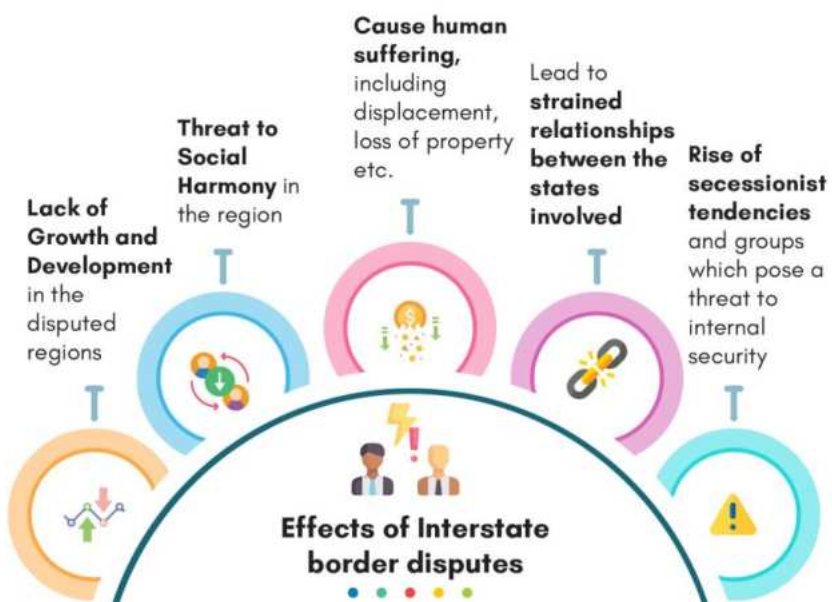 Lack of
Growth and
Development
in the
disputed
regions
Threat to
Social
Harmony in
the region
Cause human
suffering,
including
displacement,
loss of property
etc.
Lead to
strained
relationships
between the
states
involved
Rise of
secessionist
tendencies
and groups
which pose a
threat to
internal
security
Effects of Interstate
border disputes